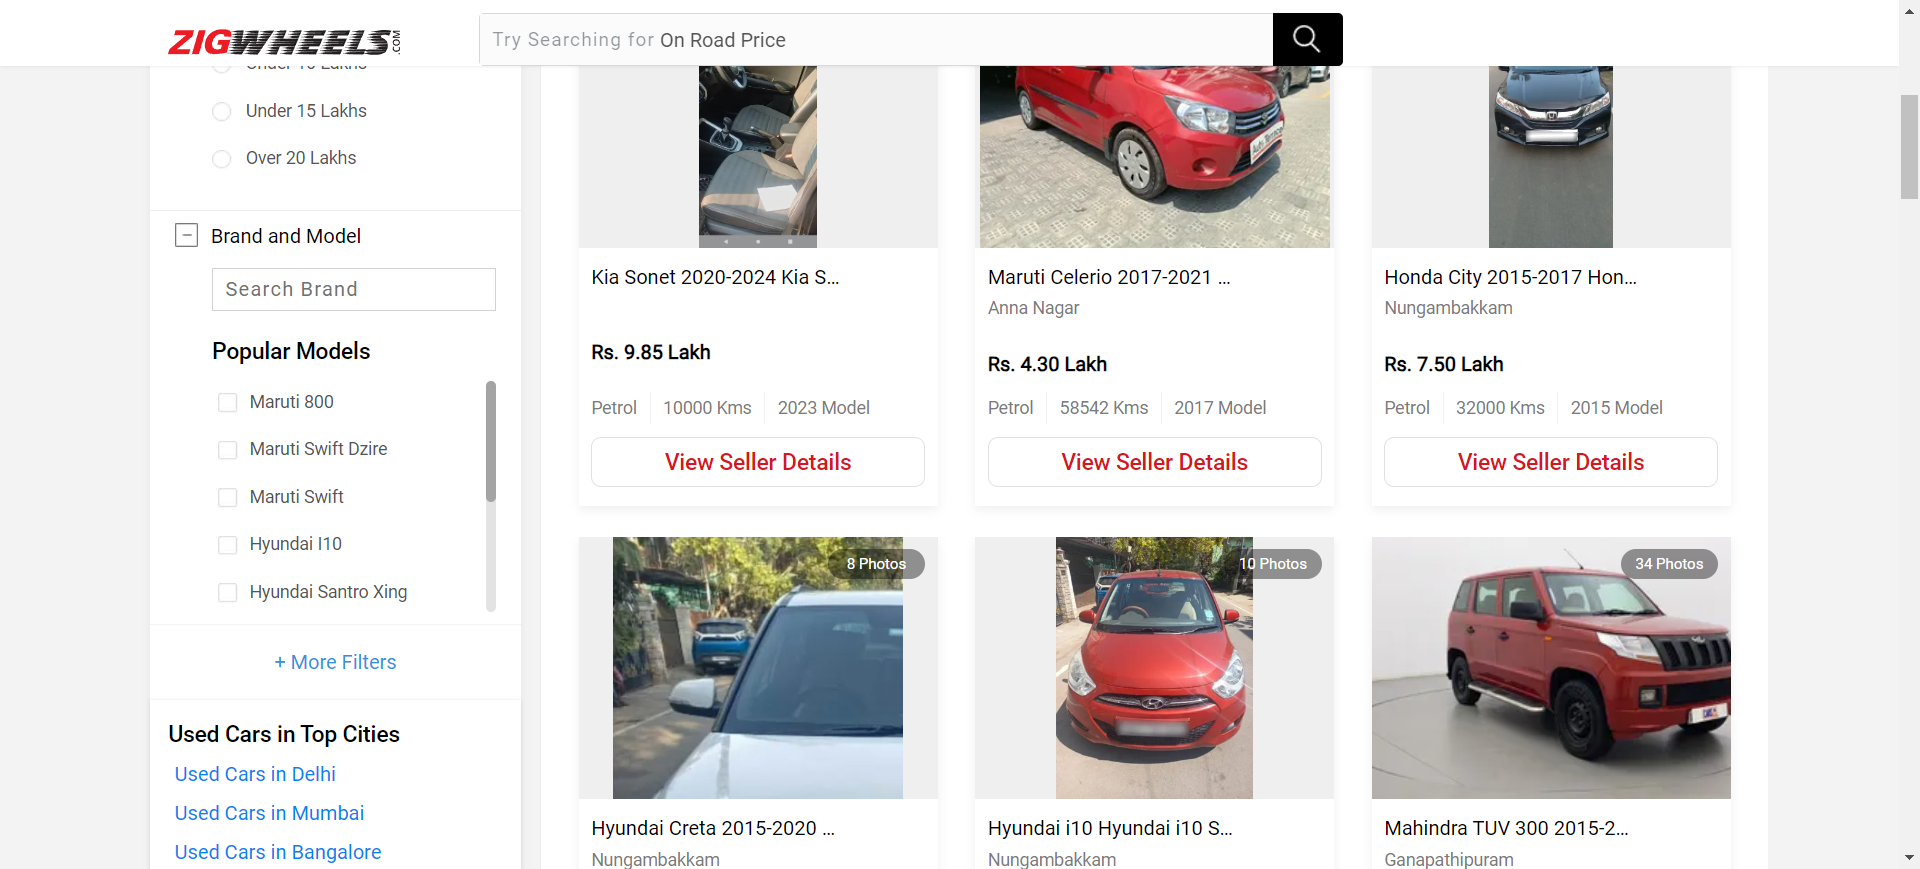 ZIGWHEELS.COM
Try Searching for On Road Price
Under 15 Lakhs
Over 20 Lakhs
Brand and Model
Search Brand
Popular Models
Maruti 800
Maruti Swift Dzire
Maruti Swift
Hyundai I10
Hyundai Santro Xing
+ More Filters
Used Cars in Top Cities
Used Cars in Delhi
Used Cars in Mumbai
Used Cars in Bangalore
Kia Sonet 2020-2024 Kia S...
Rs. 9.85 Lakh
Petrol 10000 Kms 2023 Model
View Seller Details
Maruti Celerio 2017-2021 ...
Anna Nagar
Rs. 4.30 Lakh
Petrol 58542 Kms 2017 Model
View Seller Details
Honda City 2015-2017 Hon...
Nungambakkam
Rs. 7.50 Lakh
Petrol 32000 Kms 2015 Model
View Seller Details
8 Photos
Hyundai Creta 2015-2020 ...
Nungambakkam
10 Photos
Hyundai i10 Hyundai i10 S...
Nungambakkam
34 Photos
Mahindra TUV 300 2015-2...
Ganapathipuram